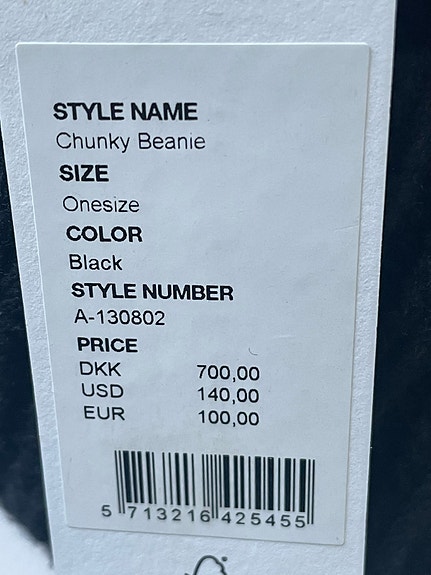 STYLE NAME
Chunky Beanie
SIZE
Onesize
COLOR
Black
STYLE NUMBER
A-130802
PRICE
DKK 700,00
USD 140,00
EUR 100,00
5 713216 425455